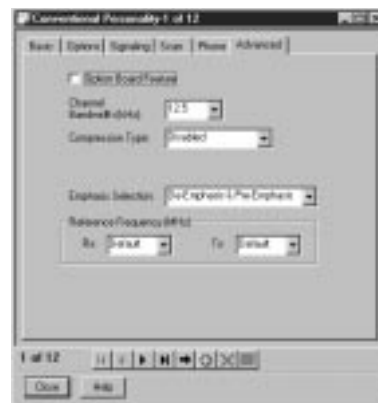 Conventional Personality-1 of 12
Basic Options Signaling Scan Phone Advanced
Option Board Feature
Channel
Bandwidth (kHz) 12.5
Compression Type: Disabled
Emphasis Selection: De-Emphasis & Pre-Emphasis
Reference Frequency (MHz)
Rx: Default Tx: Default
1 of 12
Close Help